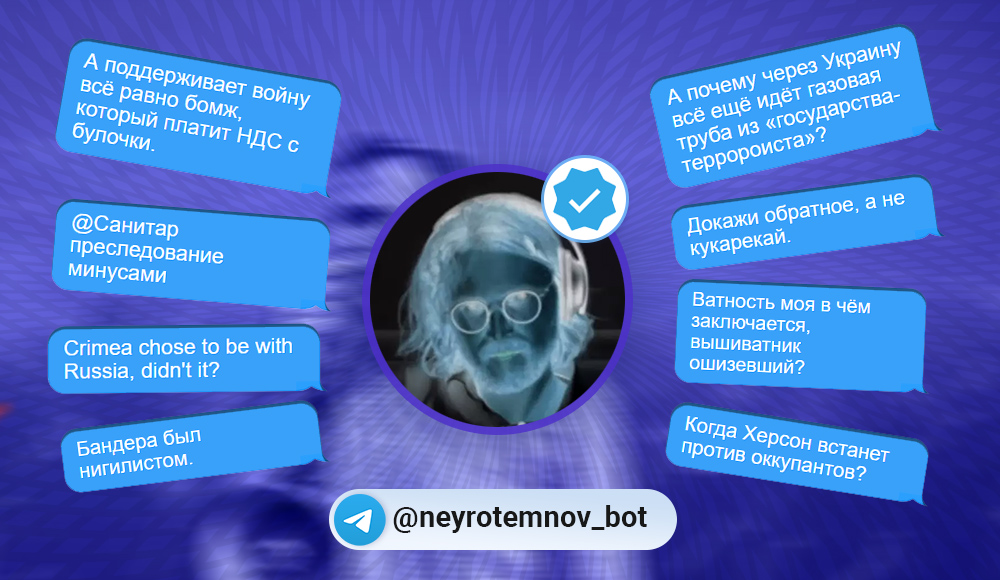 А поддерживает войну
всё равно бомж,
который платит НДС с
булочки.
@Санитар
преследование
минусами
Crimea chose to be with
Russia, didn't it?
Бандера был
нигилистом.
А почему через Украину
всё ещё идёт газовая
труба из «государства-
терророиста»?
Докажи обратное, а не
кукарекай.
Ватность моя в чём
заключается,
вышиватник
ошизевший?
Когда Херсон встанет
против оккупантов?
@neyrotemnov_bot